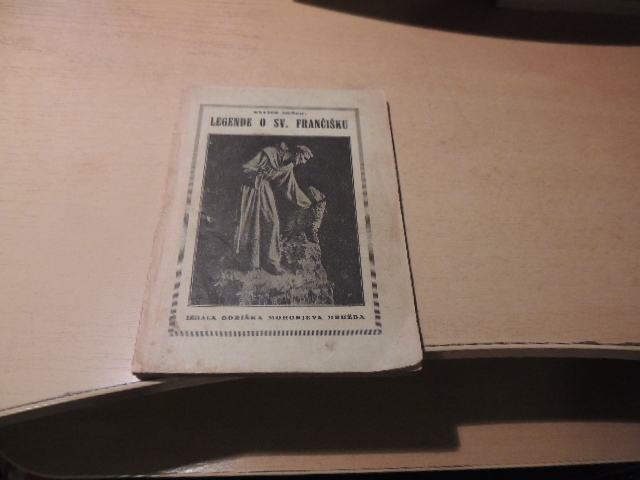 LEGENDE O SV. FRANČIŠKU
IZDALA GORIŠKA MOHORJEVA DRUŽBA